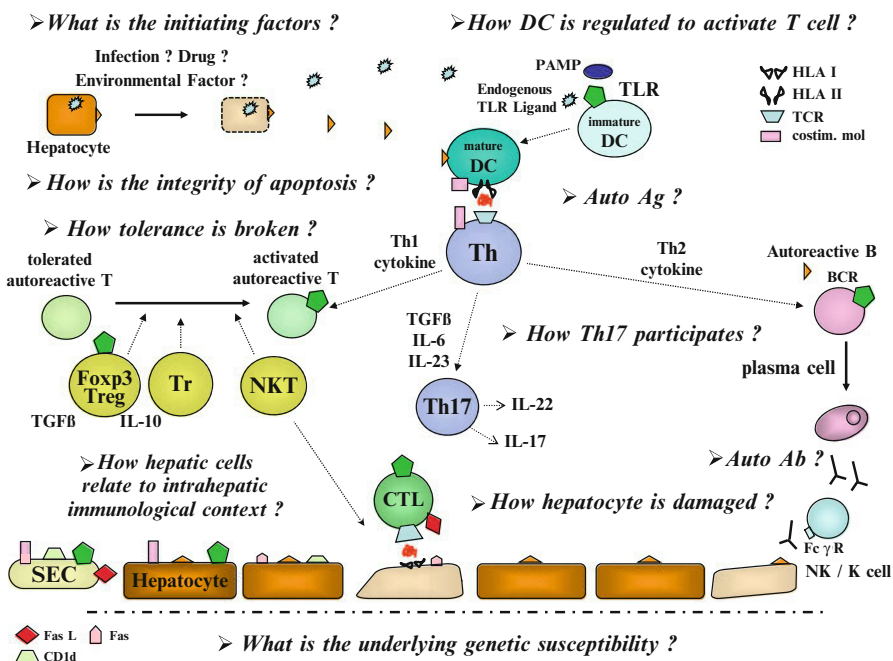 ➢What is the initiating factors ?
➢How DC is regulated to activate T cell ?
Infection ? Drug ?
Environmental Factor ?
Hepatocyte
PAMP
Endogenous
TLR Ligand
TLR
immature
DC
HLA I
HLA II
TCR
costim. mol
mature
DC
➢How is the integrity of apoptosis ?
➢ Auto Ag ?
➢ How tolerance is broken ?
tolerated
autoreactive T
activated
autoreactive T
Th1
cytokine
Th
Th2
cytokine
Autoreactive B
BCR
TGFß
IL-6
IL-23
➢ How Th17 participates ?
plasma cell
Foxp3
Treg
Tr
NKT
TGFß
IL-10
Th17
IL-22
IL-17
➢How hepatic cells
relate to intrahepatic
immunological context ?
CTL
➢ Auto Ab ?
➢How hepatocyte is damaged ?
Fc γ R
NK / K cell
SEC
Hepatocyte
Fas L
Fas
CD1d
➢ What is the underlying genetic susceptibility ?